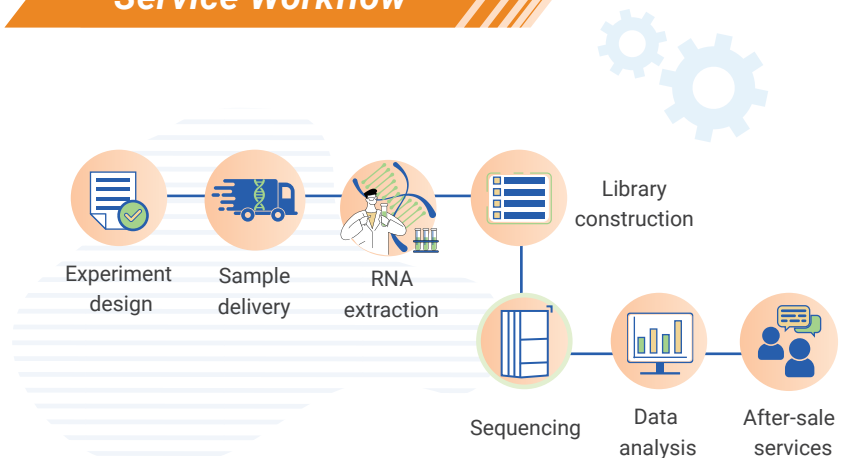 Service Workflow
Experiment
design
Sample
delivery
RNA
extraction
Library
construction
Sequencing
Data
analysis
After-sale
services